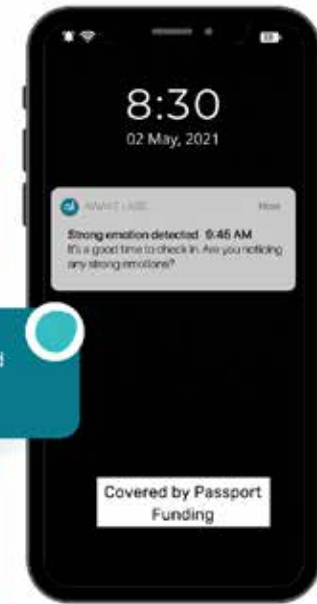 8:30
02 May, 2021
AWAKE LABS Now
Strong emotion detected 9:46 AM
It's a good time to check in. Are you noticing
any strong emotions?
d
Covered by Passport
Funding